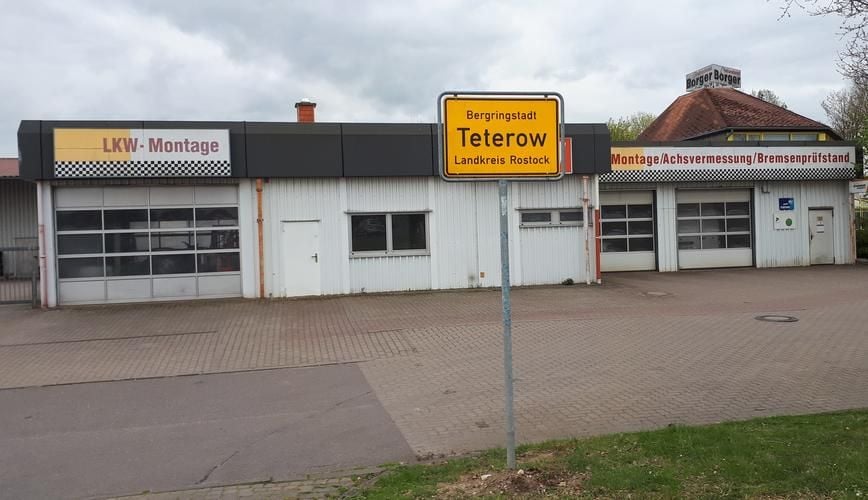 Borger Borger
LKW- Montage
Bergringstadt
Teterow
Landkreis Rostock
Montage/Achsvermessung/Bremsenprüfstand